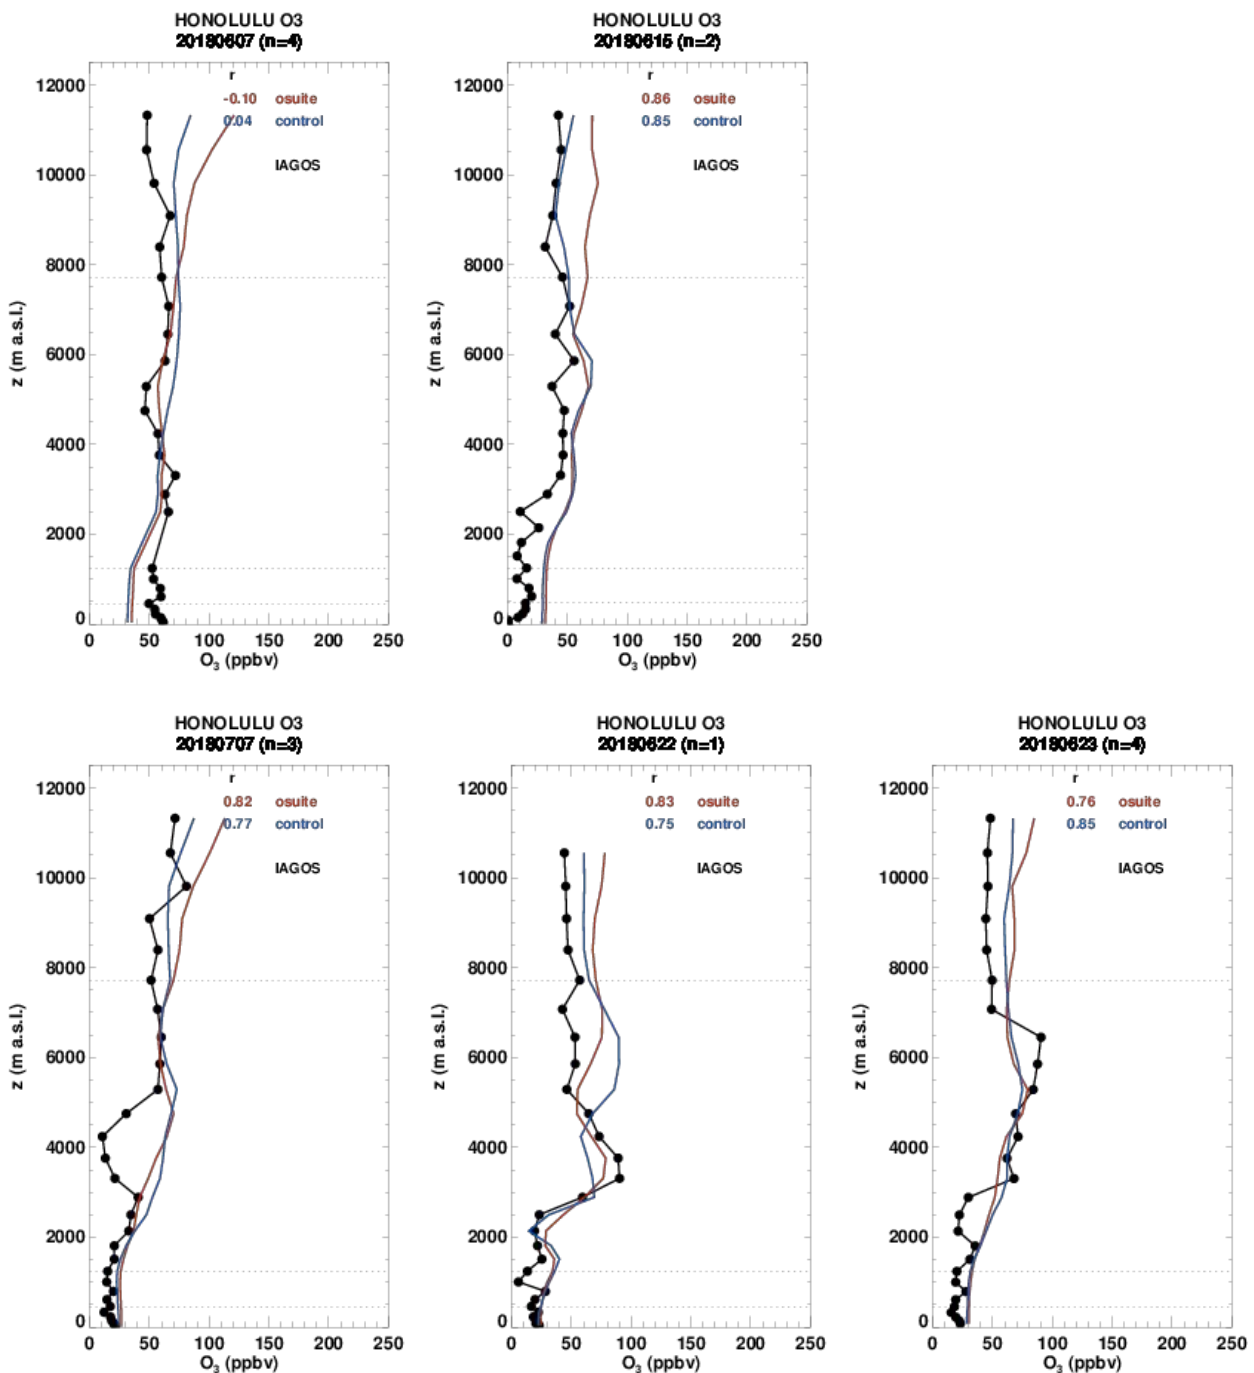 HONOLULU O3
20180607 (n=4)
r
-0.10 osuite
0.04 control
IAGOS
12000
10000
8000
6000
4000
2000
0
z (m a.s.l.)
0 50 100 150 200 250
O3 (ppbv)
HONOLULU O3
20180615 (n=2)
r
0.86 osuite
0.85 control
IAGOS
12000
10000
8000
6000
4000
2000
0
z (m a.s.l.)
0 50 100 150 200 250
O3 (ppbv)
HONOLULU O3
20180707 (n=3)
r
0.82 osuite
0.77 control
IAGOS
12000
10000
8000
6000
4000
2000
0
z (m a.s.l.)
0 50 100 150 200 250
O3 (ppbv)
HONOLULU O3
20180622 (n=1)
r
0.83 osuite
0.75 control
IAGOS
12000
10000
8000
6000
4000
2000
0
z (m a.s.l.)
0 50 100 150 200 250
O3 (ppbv)
HONOLULU O3
20180623 (n=4)
r
0.76 osuite
0.85 control
IAGOS
12000
10000
8000
6000
4000
2000
0
z (m a.s.l.)
0 50 100 150 200 250
O3 (ppbv)